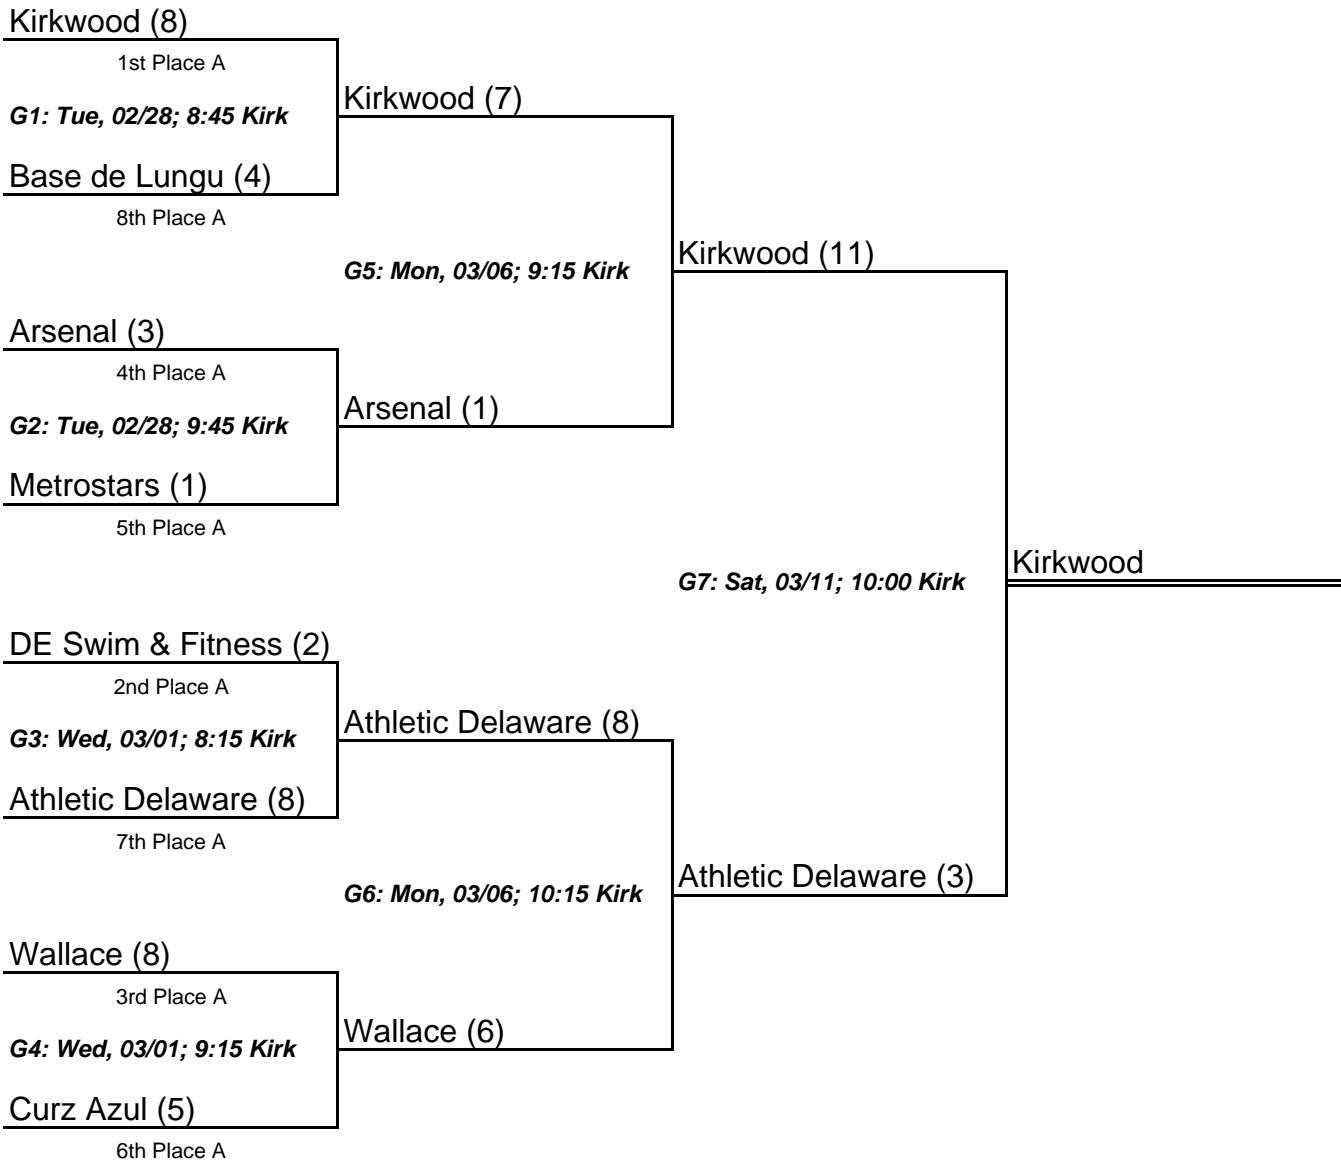 Kirkwood (8)
1st Place A
G1: Tue, 02/28; 8:45 Kirk
Kirkwood (7)
Base de Lungu (4)
8th Place A
G5: Mon, 03/06; 9:15 Kirk
Kirkwood (11)
Arsenal (3)
4th Place A
G2: Tue, 02/28; 9:45 Kirk
Arsenal (1)
Metrostars (1)
5th Place A
G7: Sat, 03/11; 10:00 Kirk
Kirkwood
DE Swim & Fitness (2)
2nd Place A
G3: Wed, 03/01; 8:15 Kirk
Athletic Delaware (8)
Athletic Delaware (8)
7th Place A
G6: Mon, 03/06; 10:15 Kirk
Athletic Delaware (3)
Wallace (8)
3rd Place A
G4: Wed, 03/01; 9:15 Kirk
Wallace (6)
Curz Azul (5)
6th Place A